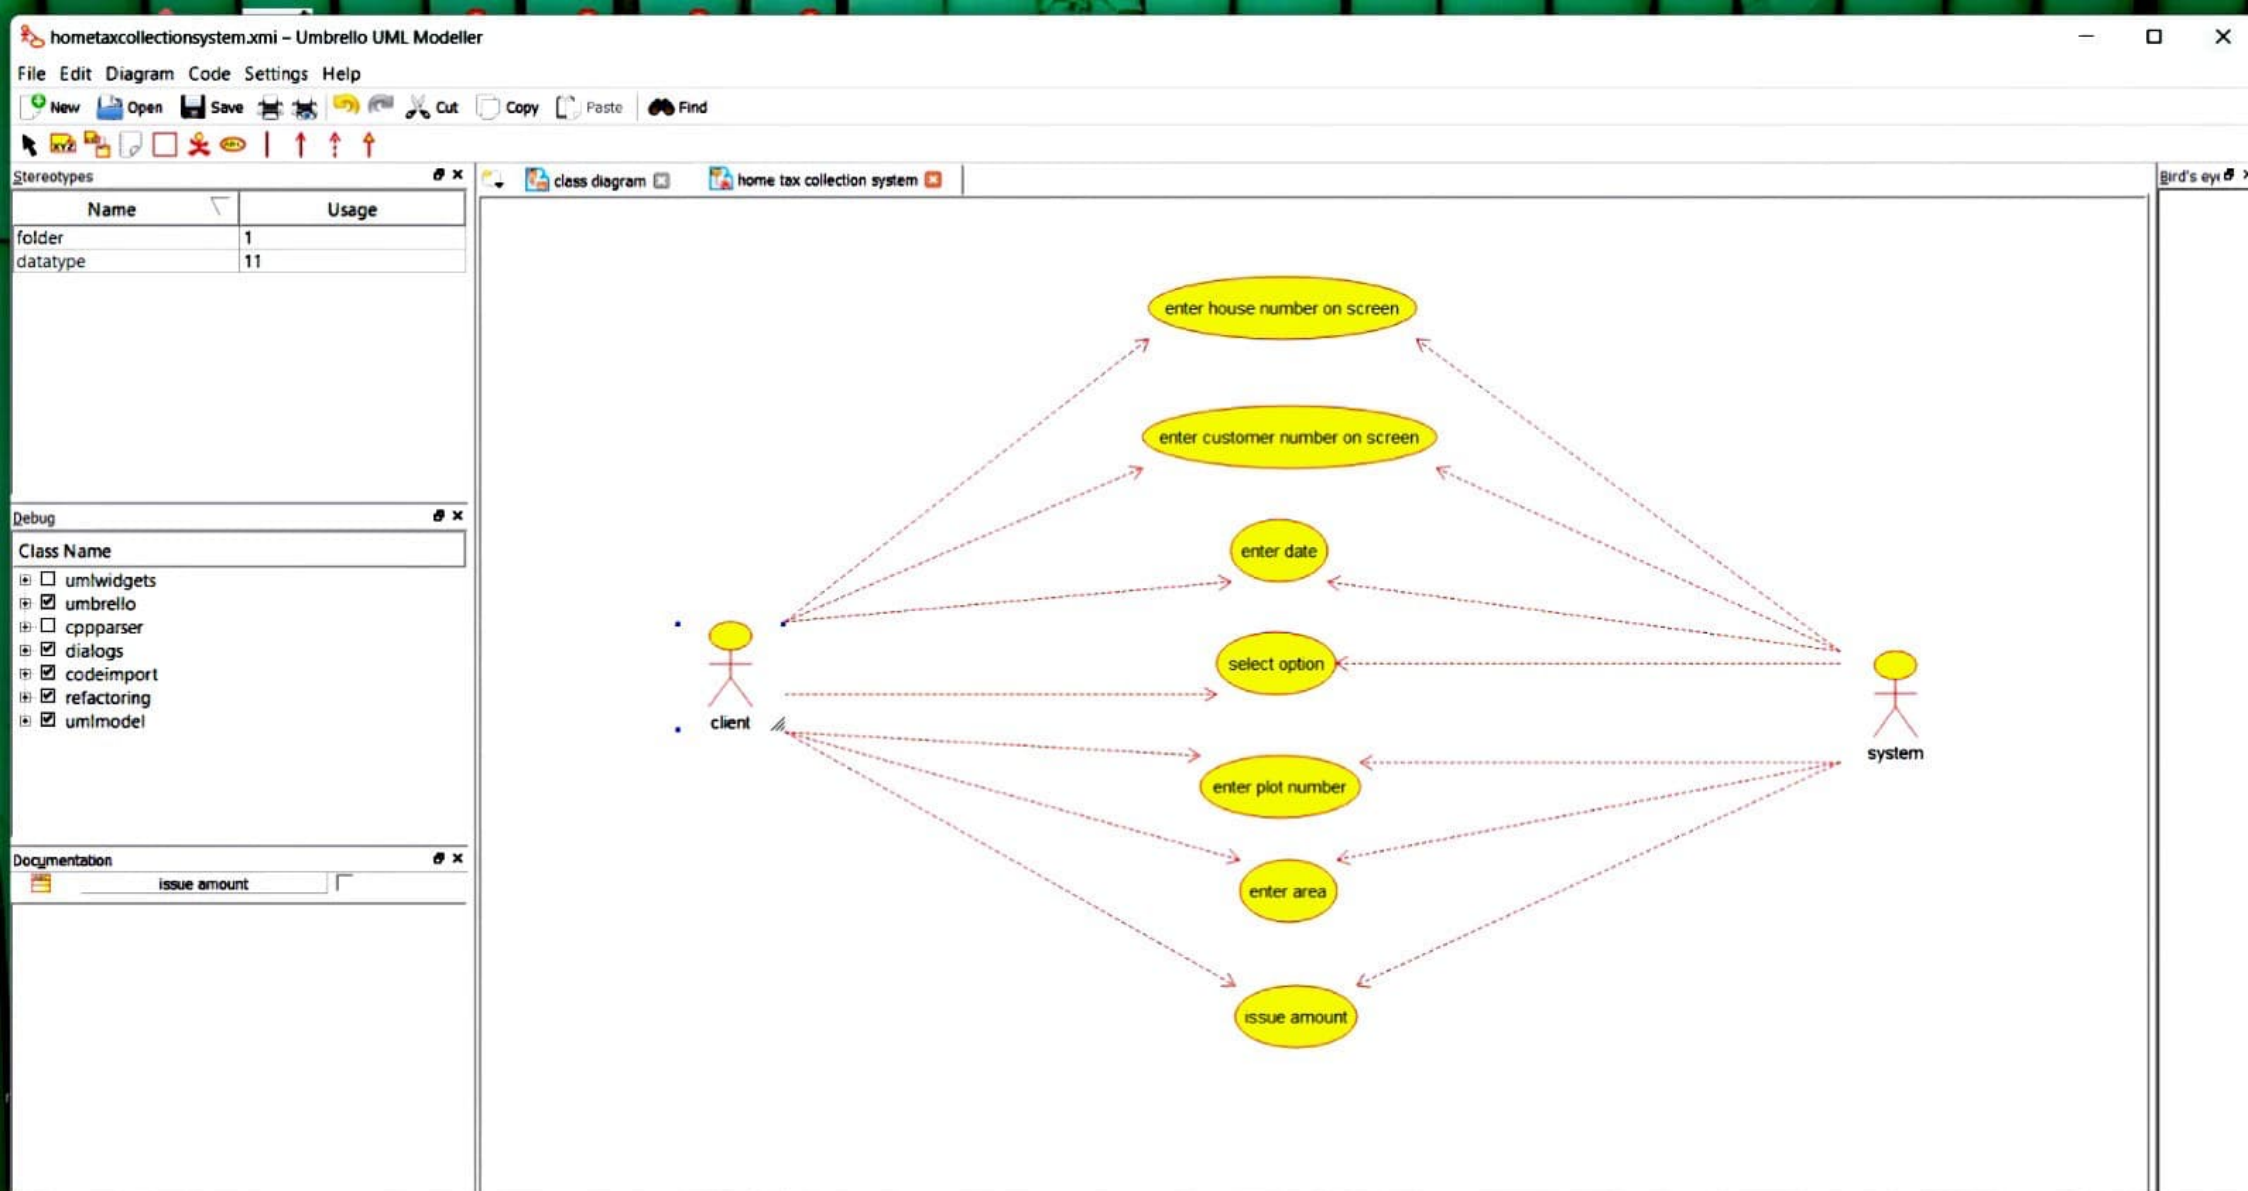 hometaxcollectionsystem.xmi – Umbrello UML Modeller
File Edit Diagram Code Settings Help
New Open Save Cut Copy Paste Find
Stereotypes
Name Usage
folder 1
datatype 11
Debug
Class Name
umlwidgets
umbrello
cppparser
dialogs
codeimport
refactoring
umlmodel
Documentation
issue amount
class diagram home tax collection system
enter house number on screen
enter customer number on screen
enter date
select option
enter plot number
enter area
issue amount
client
system
Bird's eye